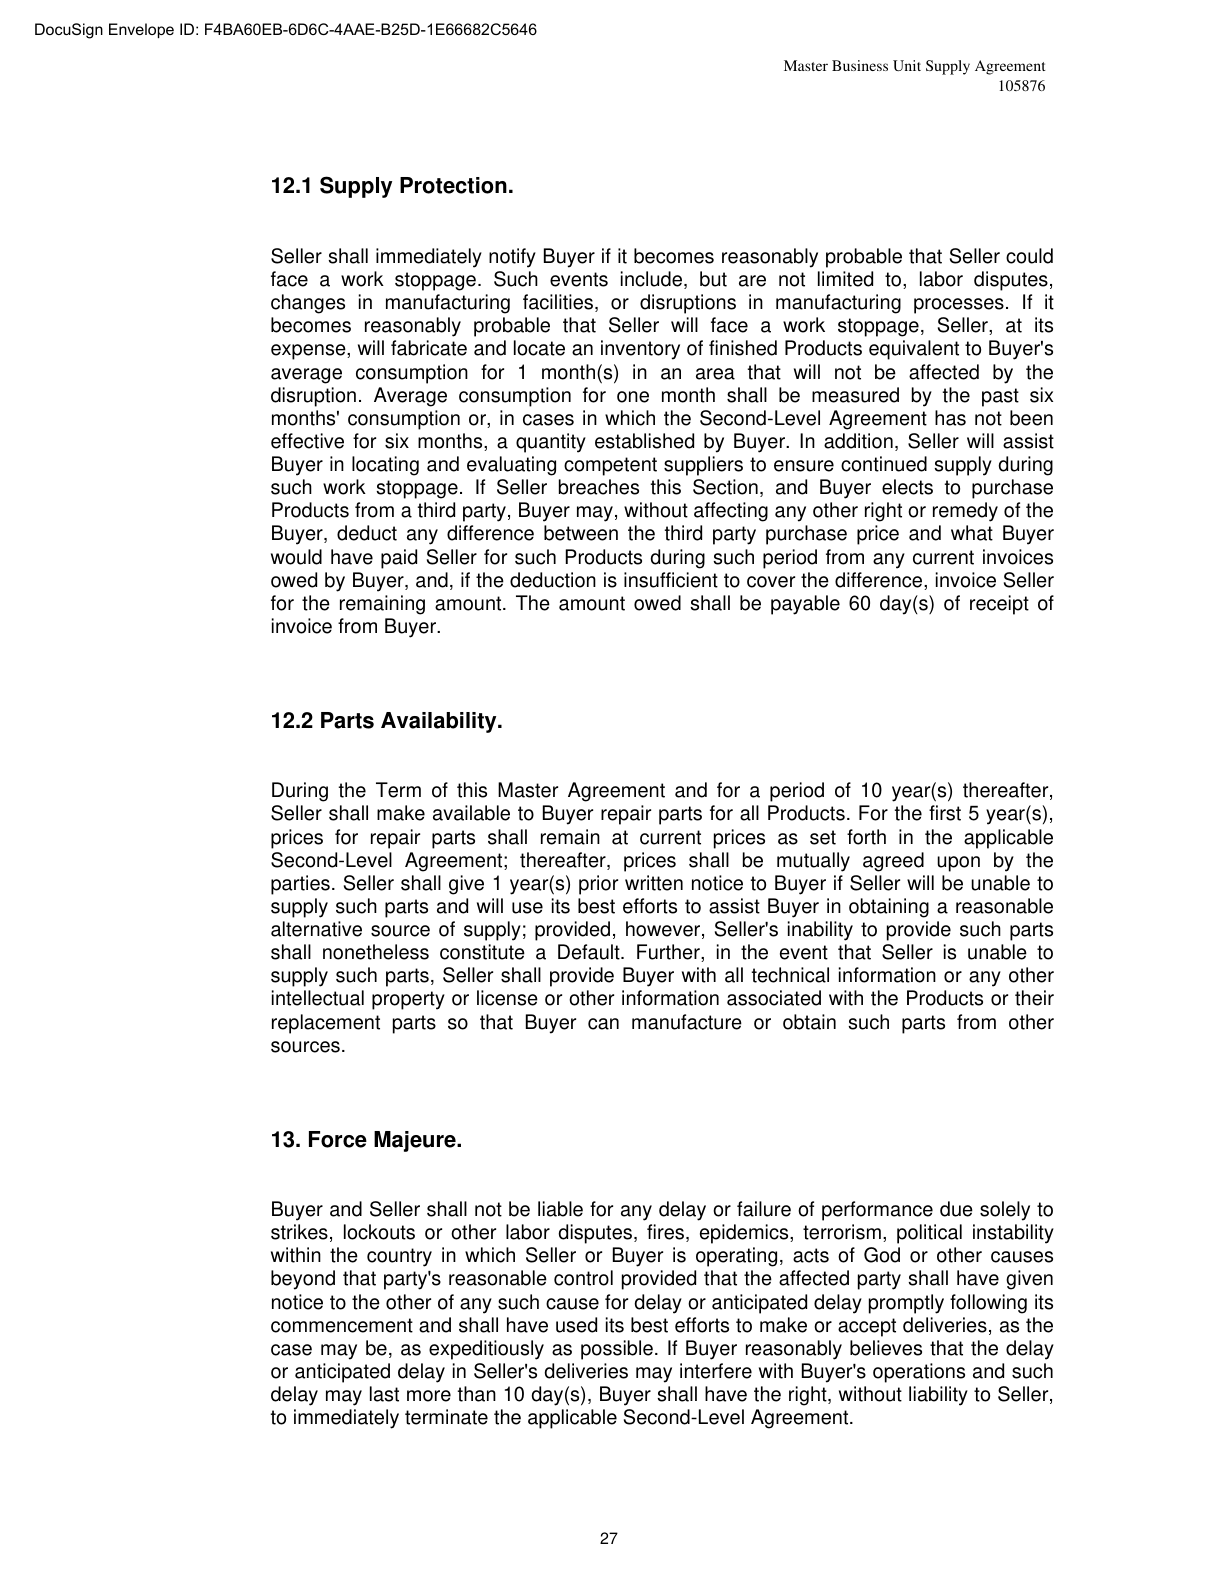 DocuSign Envelope ID: F4BA60EB-6D6C-4AAE-B25D-1E66682C5646
Master Business Unit Supply Agreement
105876
12.1 Supply Protection.
Seller shall immediately notify Buyer if it becomes reasonably probable that Seller could
face a work stoppage. Such events include, but are not limited to, labor disputes,
changes in manufacturing facilities, or disruptions in manufacturing processes. If it
becomes reasonably probable that Seller will face a work stoppage, Seller, at its
expense, will fabricate and locate an inventory of finished Products equivalent to Buyer's
average consumption for 1 month(s) in an area that will not be affected by the
disruption. Average consumption for one month shall be measured by the past six
months' consumption or, in cases in which the Second-Level Agreement has not been
effective for six months, a quantity established by Buyer. In addition, Seller will assist
Buyer in locating and evaluating competent suppliers to ensure continued supply during
such work stoppage. If Seller breaches this Section, and Buyer elects to purchase
Products from a third party, Buyer may, without affecting any other right or remedy of the
Buyer, deduct any difference between the third party purchase price and what Buyer
would have paid Seller for such Products during such period from any current invoices
owed by Buyer, and, if the deduction is insufficient to cover the difference, invoice Seller
for the remaining amount. The amount owed shall be payable 60 day(s) of receipt of
invoice from Buyer.
12.2 Parts Availability.
During the Term of this Master Agreement and for a period of 10 year(s) thereafter,
Seller shall make available to Buyer repair parts for all Products. For the first 5 year(s),
prices for repair parts shall remain at current prices as set forth in the applicable
Second-Level Agreement; thereafter, prices shall be mutually agreed upon by the
parties. Seller shall give 1 year(s) prior written notice to Buyer if Seller will be unable to
supply such parts and will use its best efforts to assist Buyer in obtaining a reasonable
alternative source of supply; provided, however, Seller's inability to provide such parts
shall nonetheless constitute a Default. Further, in the event that Seller is unable to
supply such parts, Seller shall provide Buyer with all technical information or any other
intellectual property or license or other information associated with the Products or their
replacement parts so that Buyer can manufacture or obtain such parts from other
sources.
13. Force Majeure.
Buyer and Seller shall not be liable for any delay or failure of performance due solely to
strikes, lockouts or other labor disputes, fires, epidemics, terrorism, political instability
within the country in which Seller or Buyer is operating, acts of God or other causes
beyond that party's reasonable control provided that the affected party shall have given
notice to the other of any such cause for delay or anticipated delay promptly following its
commencement and shall have used its best efforts to make or accept deliveries, as the
case may be, as expeditiously as possible. If Buyer reasonably believes that the delay
or anticipated delay in Seller's deliveries may interfere with Buyer's operations and such
delay may last more than 10 day(s), Buyer shall have the right, without liability to Seller,
to immediately terminate the applicable Second-Level Agreement.
27